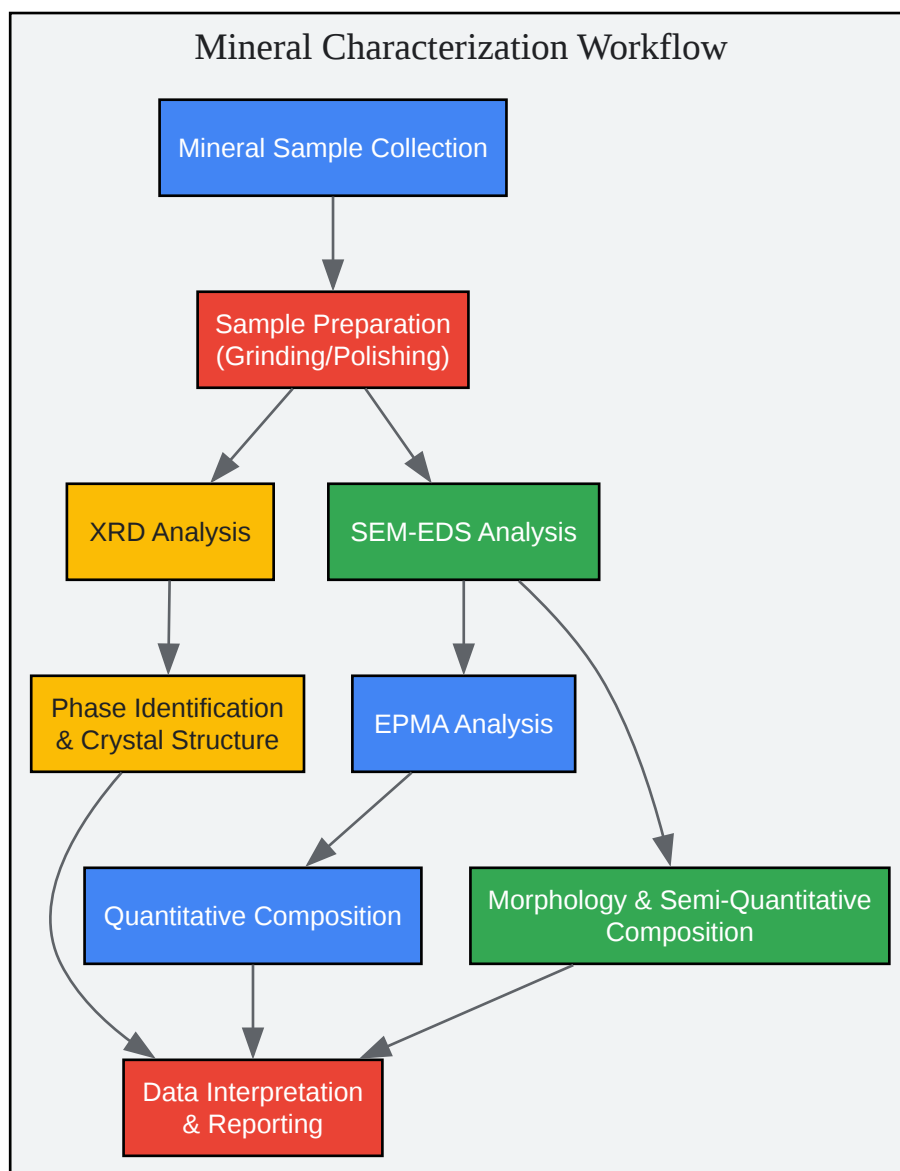 Mineral Characterization Workflow
Mineral Sample Collection
Sample Preparation
(Grinding/Polishing)
XRD Analysis
SEM-EDS Analysis
Phase Identification
& Crystal Structure
EPMA Analysis
Quantitative Composition
Morphology & Semi-Quantitative
Composition
Data Interpretation
& Reporting